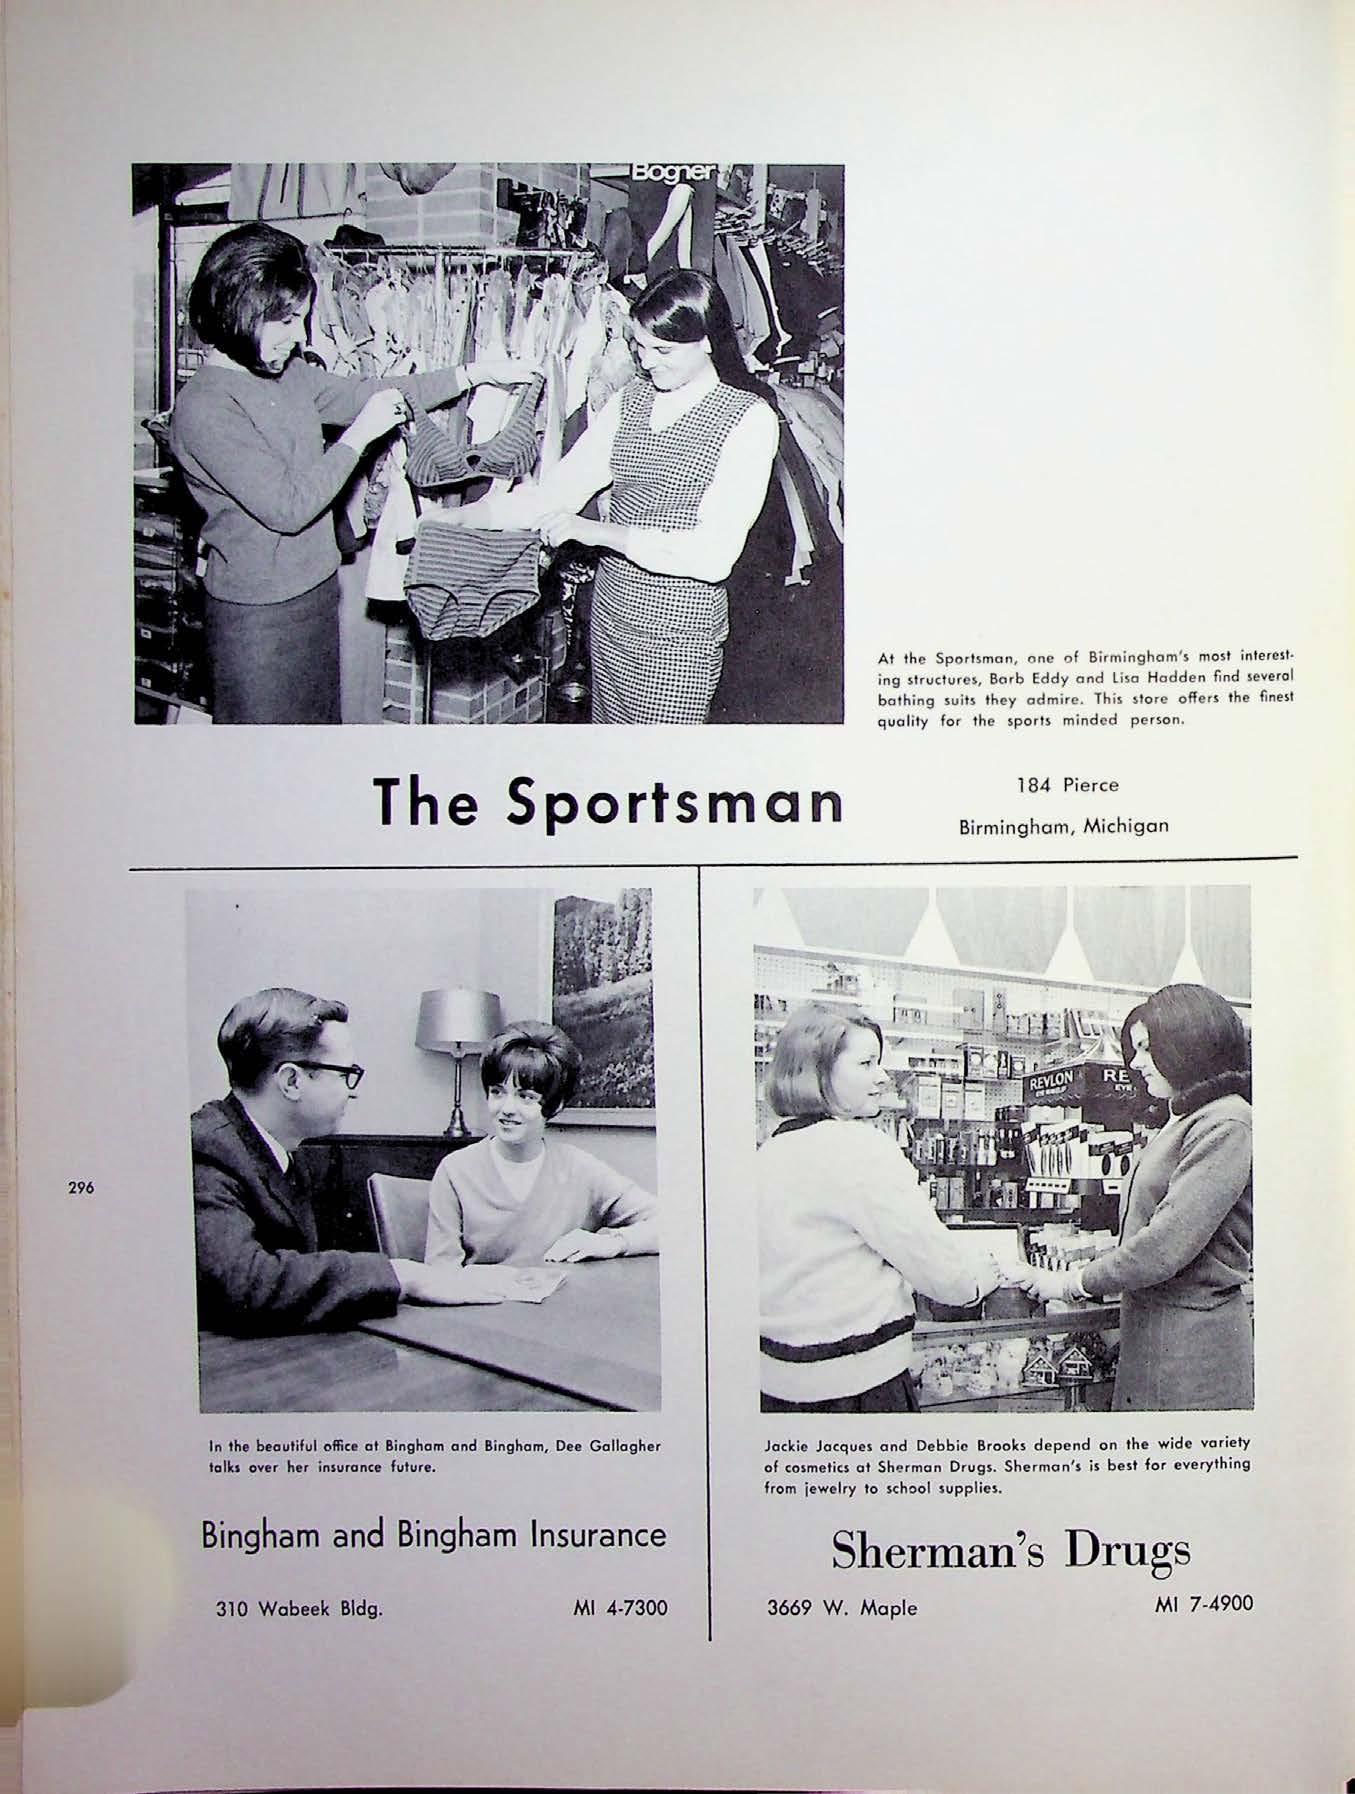 Bogner
At the Sportsman, one of Birmingham's most interest-
ing structures, Barb Eddy and Lisa Hadden find several
bathing suits they admire. This store offers the finest
quality for the sports minded person.
The Sportsman
184 Pierce
Birmingham, Michigan
REVLON
RE
EYE
296
In the beautiful office at Bingham and Bingham, Dee Gallagher
talks over her insurance future.
Bingham and Bingham Insurance
310 Wabeek Bldg. MI 4-7300
Jackie Jacques and Debbie Brooks depend on the wide variety
of cosmetics at Sherman Drugs. Sherman's is best for everything
from jewelry to school supplies.
Sherman's Drugs
3669 W. Maple MI 7-4900